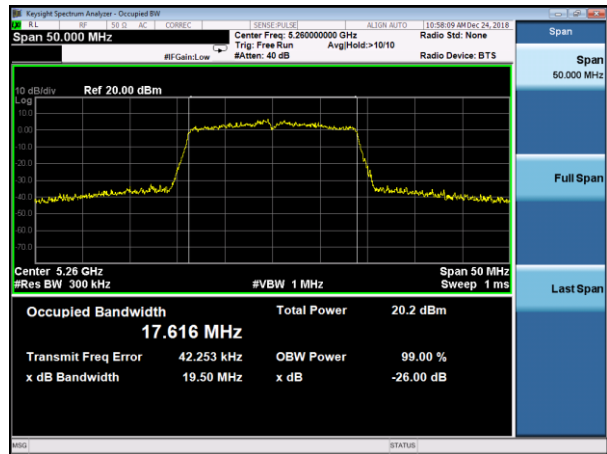 Keysight Spectrum Analyzer - Occupied BW
RL RF 50 Ω AC CORREC SENSE:PULSE ALIGN AUTO 10:58:09 AM Dec 24, 2018
Span 50.000 MHz
Center Freq: 5.260000000 GHz
Radio Std: None
Trig: Free Run Avg|Hold:>10/10
#IFGain:Low #Atten: 40 dB Radio Device: BTS
Span
Span
50.000 MHz
Full Span
Last Span
10 dB/div Ref 20.00 dBm
Log
10.0
0.00
-10.0
-20.0
-30.0
-40.0
-50.0
-60.0
-70.0
Center 5.26 GHz Span 50 MHz
#Res BW 300 kHz #VBW 1 MHz Sweep 1 ms
Occupied Bandwidth Total Power 20.2 dBm
17.616 MHz
Transmit Freq Error 42.253 kHz OBW Power 99.00 %
x dB Bandwidth 19.50 MHz x dB -26.00 dB
MSG STATUS